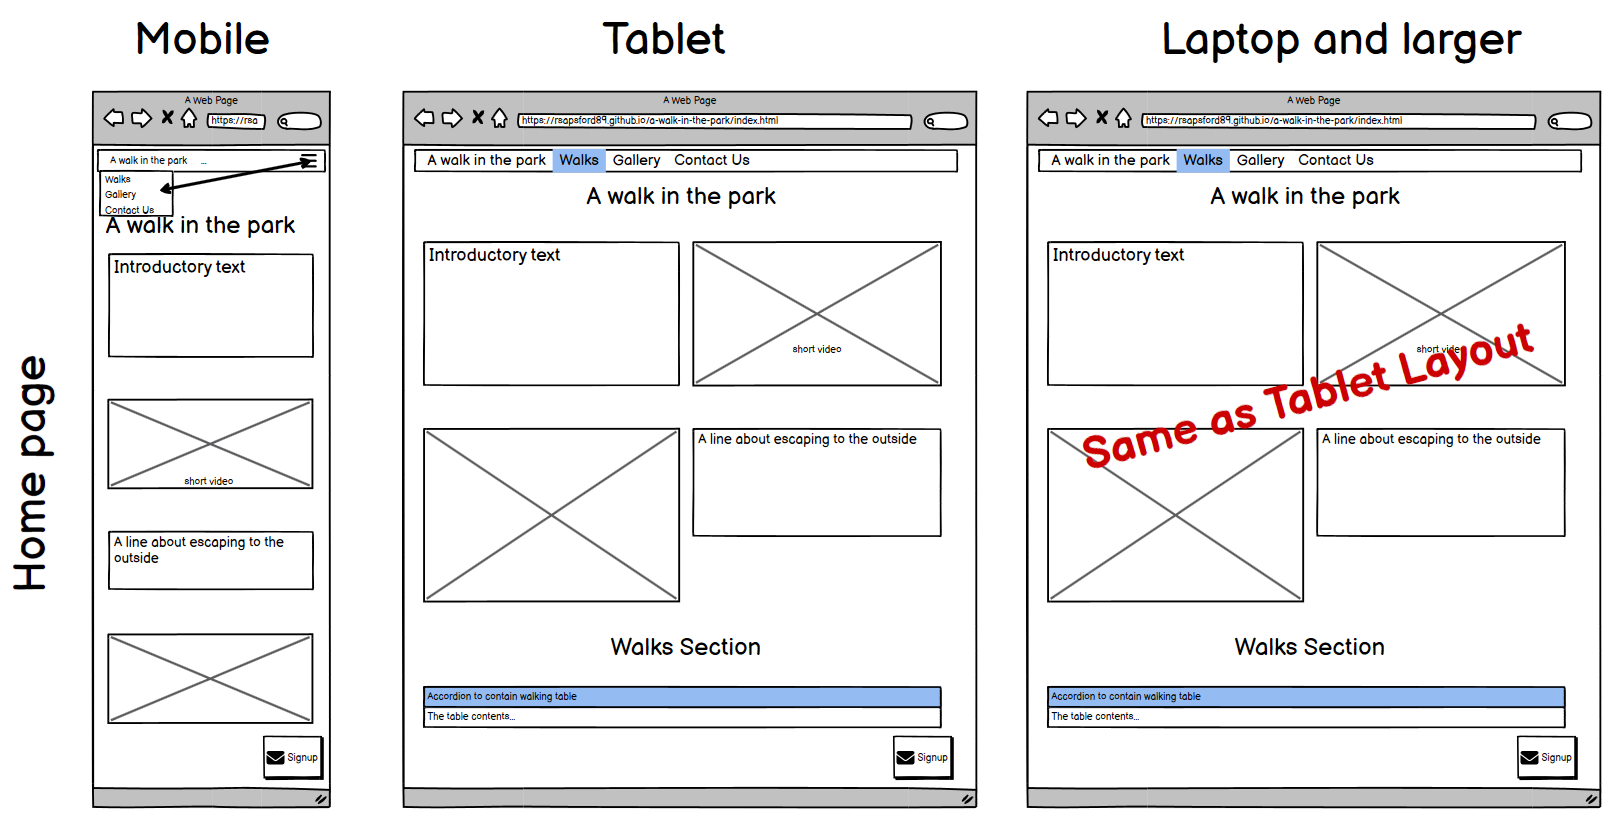 Mobile
Tablet
Laptop and larger
Home page
A Web Page
https://rsa
A walk in the park ...
Walks
Gallery
Contact Us
A walk in the park
Introductory text
short video
A line about escaping to the
outside
Signup
A Web Page
https://rsapsford89.github.io/a-walk-in-the-park/index.html
A walk in the park Walks Gallery Contact Us
A walk in the park
Introductory text
short video
A line about escaping to the outside
Walks Section
Accordion to contain walking table
The table contents...
Signup
A Web Page
https://rsapsford89.github.io/a-walk-in-the-park/index.html
A walk in the park Walks Gallery Contact Us
A walk in the park
Introductory text
short video
Same as Tablet Layout
A line about escaping to the outside
Walks Section
Accordion to contain walking table
The table contents...
Signup